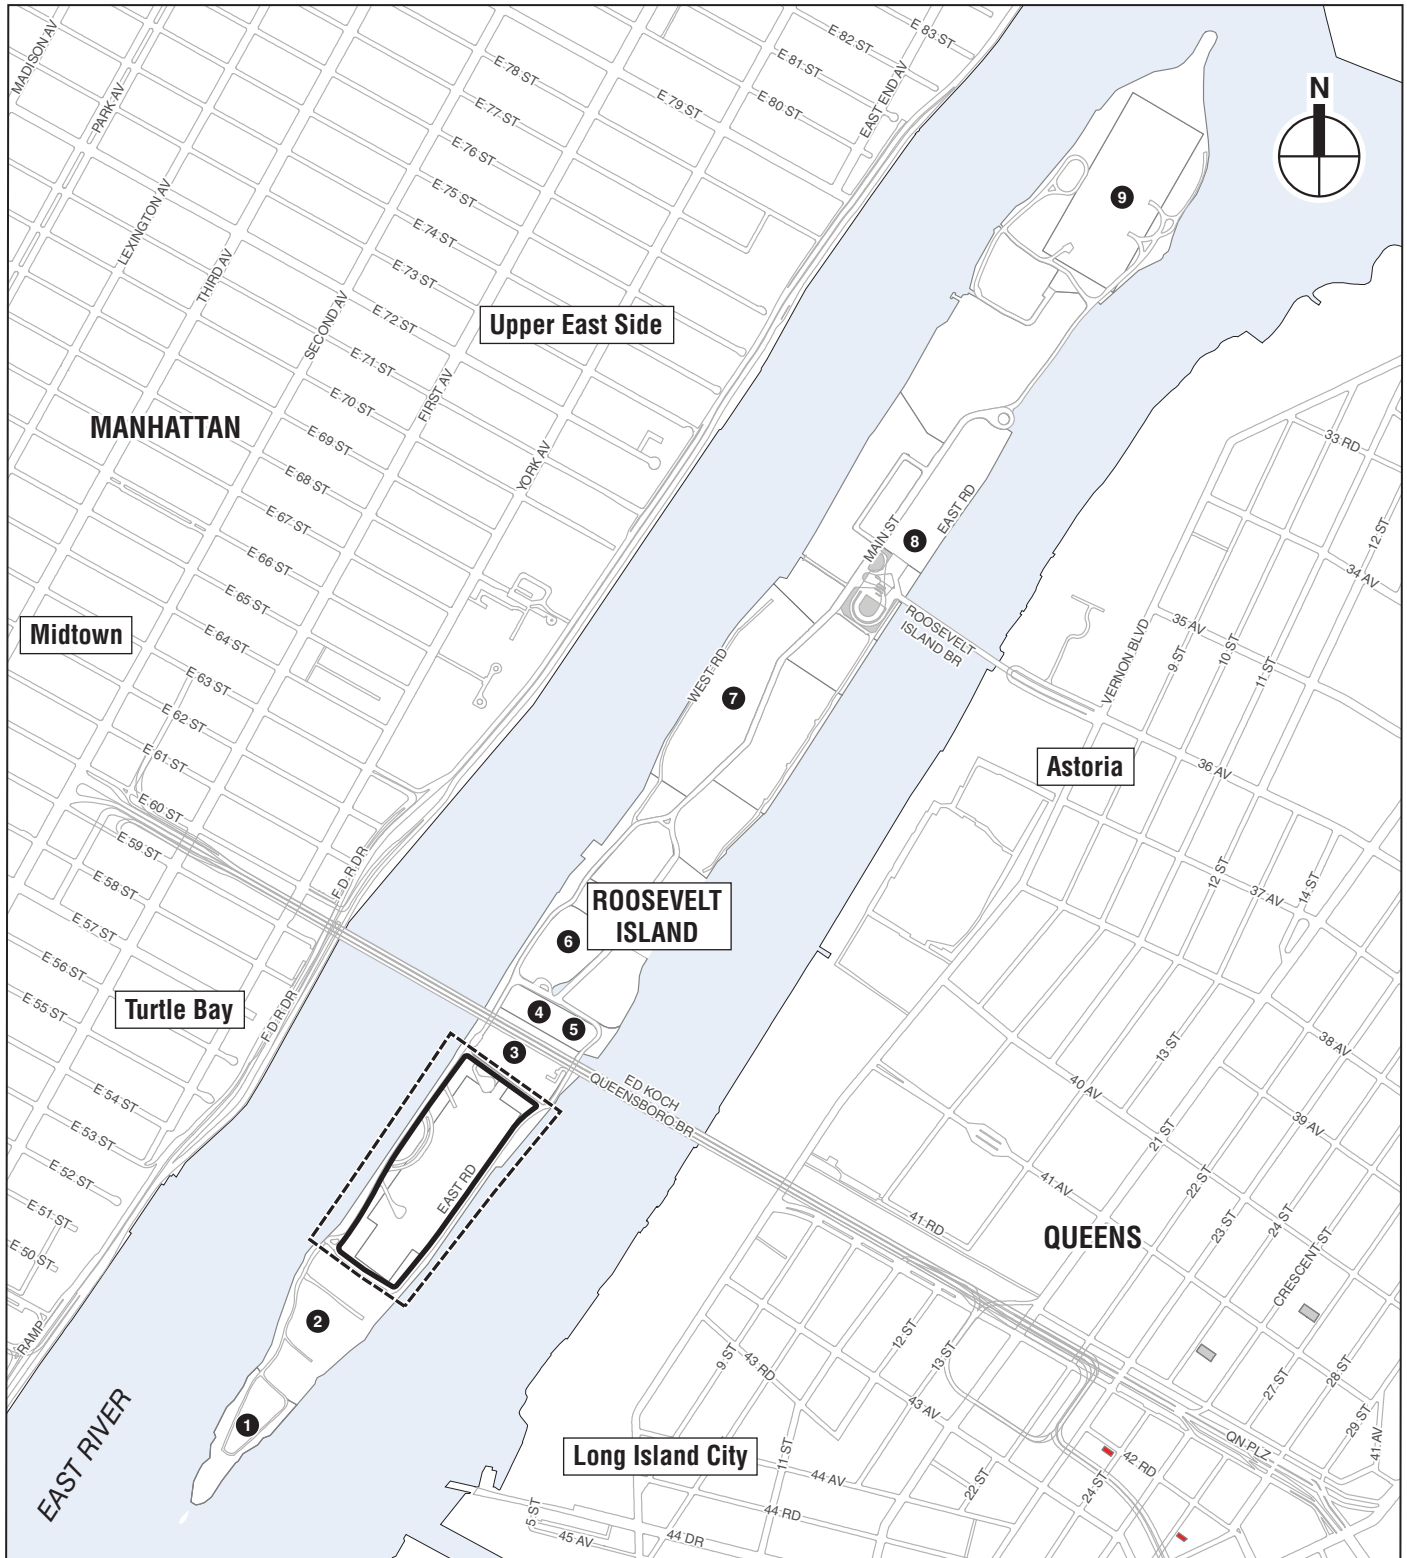 MADISON AV
PARK AV
LEXINGTON AV
THIRD AV
SECOND AV
FIRST AV
YORK AV
EAST END AV
E 83 ST
E 82 ST
E 81 ST
E 80 ST
E 79 ST
E 78 ST
E 77 ST
E 76 ST
E 75 ST
E 74 ST
E 73 ST
E 72 ST
E 71 ST
E 70 ST
E 69 ST
E 68 ST
E 67 ST
E 66 ST
E 65 ST
E 64 ST
E 63 ST
E 62 ST
E 61 ST
E 60 ST
E 59 ST
E 58 ST
E 57 ST
E 56 ST
E 55 ST
E 54 ST
E 53 ST
E 52 ST
E 51 ST
E 50 ST
RAMP
F D R DR
F D R DR
Upper East Side
MANHATTAN
Midtown
Turtle Bay
EAST RIVER
N
9
8
7
6
4
5
3
2
1
MAIN ST
EAST RD
WEST RD
ROOSEVELT
ISLAND BR
ROOSEVELT
ISLAND
ED KOCH
QUEENSBORO BR
EAST RD
33 RD
12 ST
34 AV
35 AV
VERNON BLVD
9 ST
10 ST
11 ST
Astoria
36 AV
12 ST
37 AV
14 ST
13 ST
38 AV
40 AV
39 AV
21 ST
41 AV
22 ST
23 ST
24 ST
41 RD
QUEENS
CRESCENT ST
12 ST
13 ST
9 ST
43 RD
43 AV
27 ST
28 ST
29 ST
41 AV
QN PLZ
42 RD
24 ST
22 ST
11 ST
Long Island City
44 AV
44 RD
44 DR
5 ST
45 AV